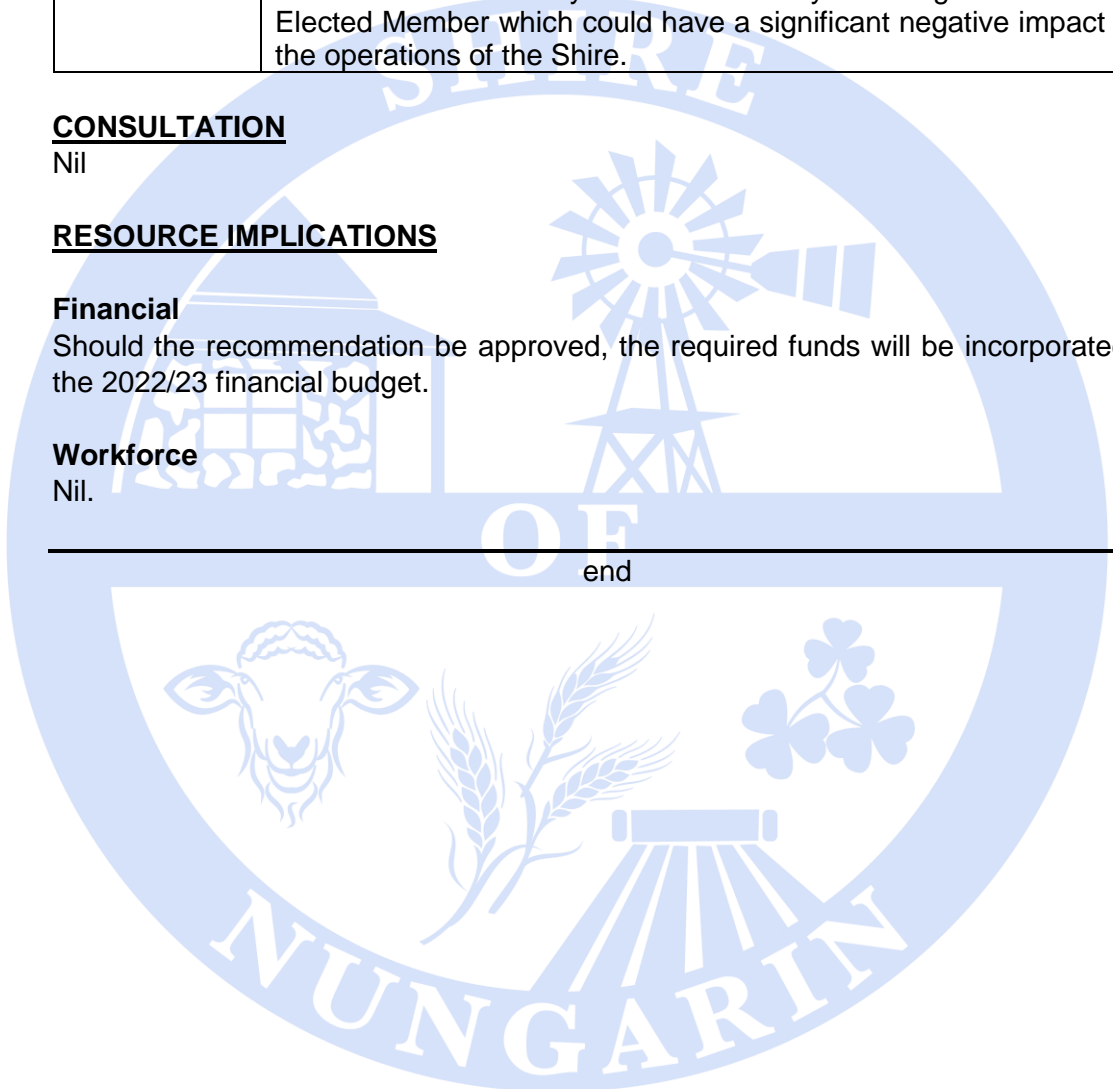 Elected Member which could have a significant negative impact
the operations of the Shire.
SHIRE
CONSULTATION
Nil
RESOURCE IMPLICATIONS
Financial
Should the recommendation be approved, the required funds will be incorporated
the 2022/23 financial budget.
Workforce
Nil.
OF
end
NUNGARIN